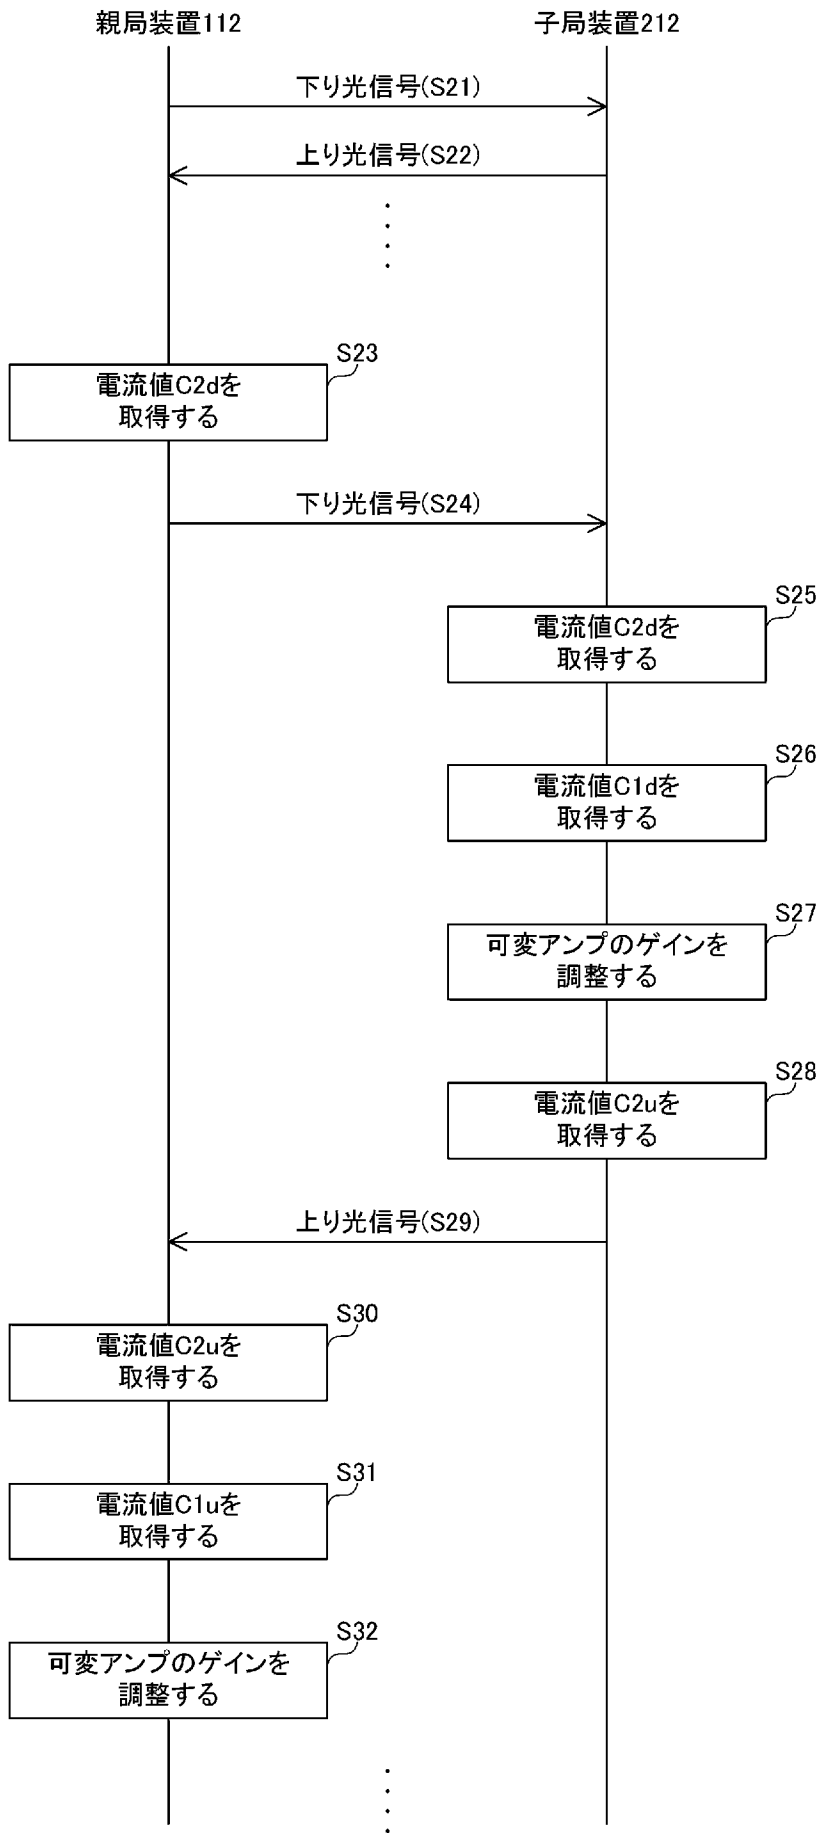 親局装置112
子局装置212
下り光信号(S21)
上り光信号(S22)
S23
電流値C2dを
取得する
下り光信号(S24)
S25
電流値C2dを
取得する
S26
電流値C1dを
取得する
S27
可変アンプのゲインを
調整する
S28
電流値C2uを
取得する
上り光信号(S29)
S30
電流値C2uを
取得する
S31
電流値C1uを
取得する
S32
可変アンプのゲインを
調整する